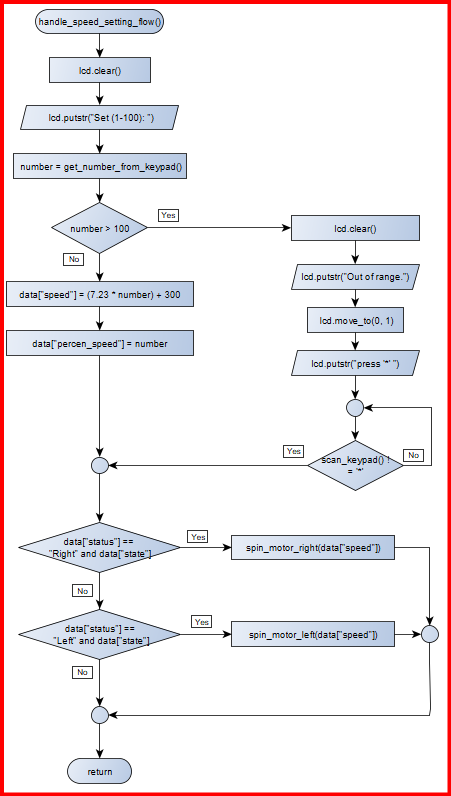 handle_speed_setting_flow()
lcd.clear()
lcd.putstr("Set (1-100): ")
number = get_number_from_keypad()
number > 100
Yes
No
lcd.clear()
lcd.putstr("Out of range.")
lcd.move_to(0, 1)
lcd.putstr("press '*' ")
data["speed"] = (7.23 * number) + 300
data["percen_speed"] = number
scan_keypad() !
= '*'
Yes
No
data["status"] ==
"Right" and data["state"]
Yes
spin_motor_right(data["speed"])
No
data["status"] ==
"Left" and data["state"]
Yes
spin_motor_left(data["speed"])
No
return